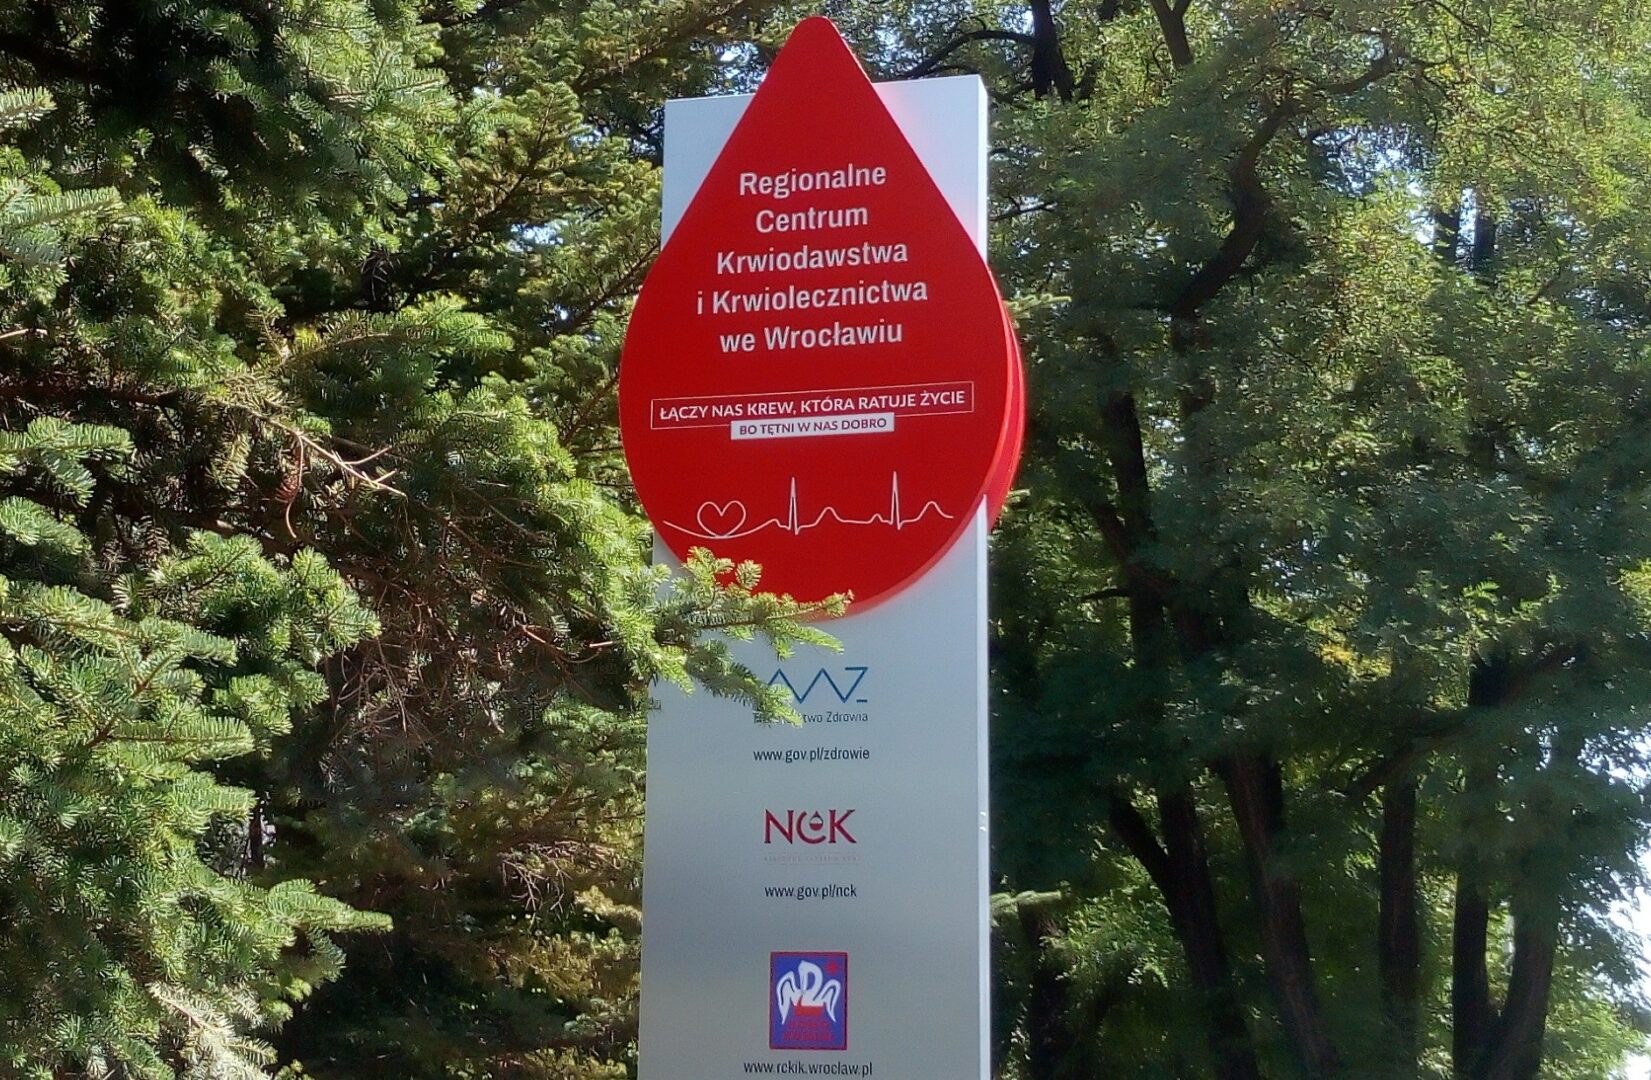 Regionalne
Centrum
Krwiodawstwa
i Krwiolecznictwa
we Wrocławiu
ŁĄCZY NAS KREW, KTÓRA RATUJE ŻYCIE
BO TĘTNI W NAS DOBRO
Zdrowia
www.gov.pl/zdrowie
NCK
www.gov.pl/nck
www.rckik.wroclaw.pl